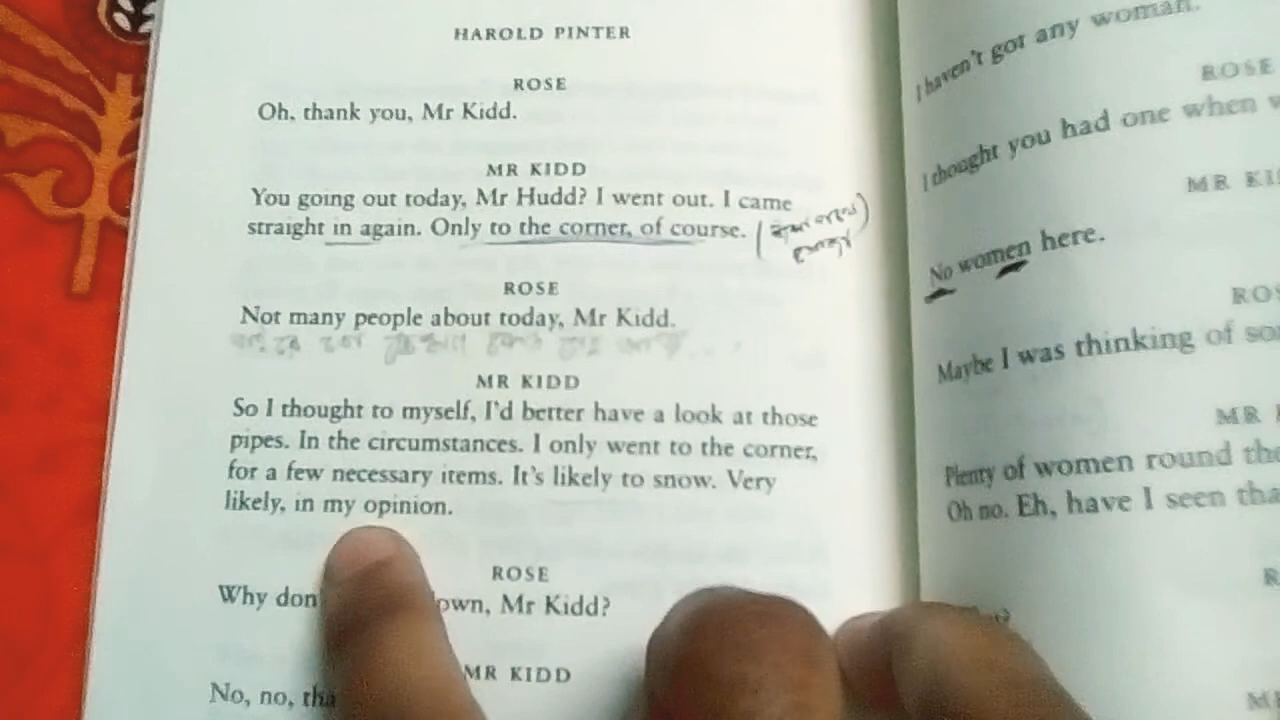 HAROLD PINTER
ROSE
Oh, thank you, Mr Kidd.
MR KIDD
You going out today, Mr Hudd? I went out. I came
straight in again. Only to the corner, of course.
ROSE
Not many people about today, Mr Kidd.
MR KIDD
So I thought to myself, I'd better have a look at those
pipes. In the circumstances. I only went to the corner,
for a few necessary items. It's likely to snow. Very
likely, in my opinion.
ROSE
Why don own, Mr Kidd?
MR KIDD
No, no, tha
I haven't got any woman.
ROSE
I thought you had one when
MR KI
No women here.
RO
Maybe I was thinking of so
MR
Plenty of women round the
Oh no. Eh, have I seen tha
R